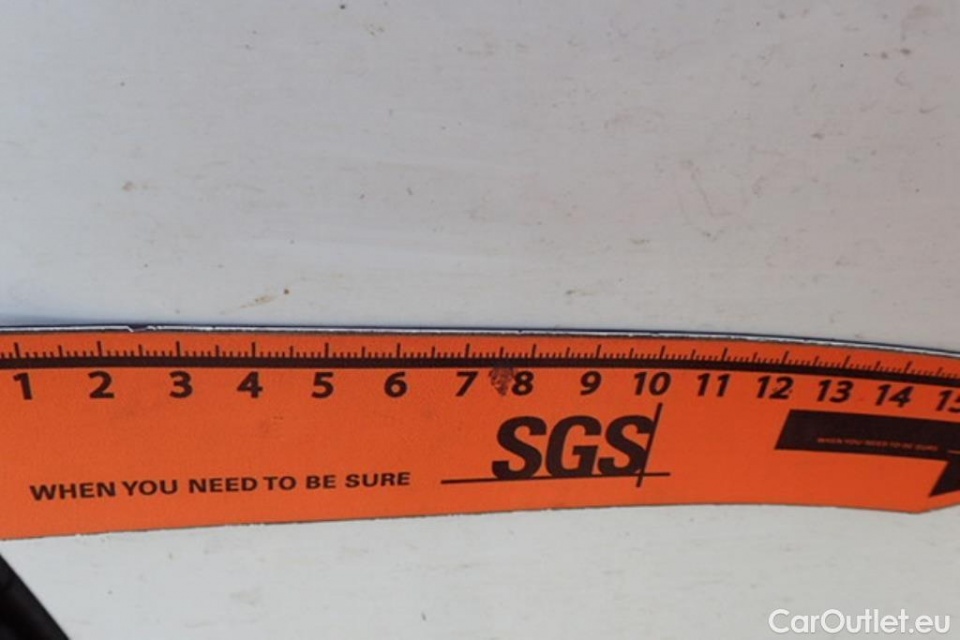 1 2 3 4 5 6 7 8 9 10 11 12 13 14 15
SGS
WHEN YOU NEED TO BE SURE
CarOutlet.eu